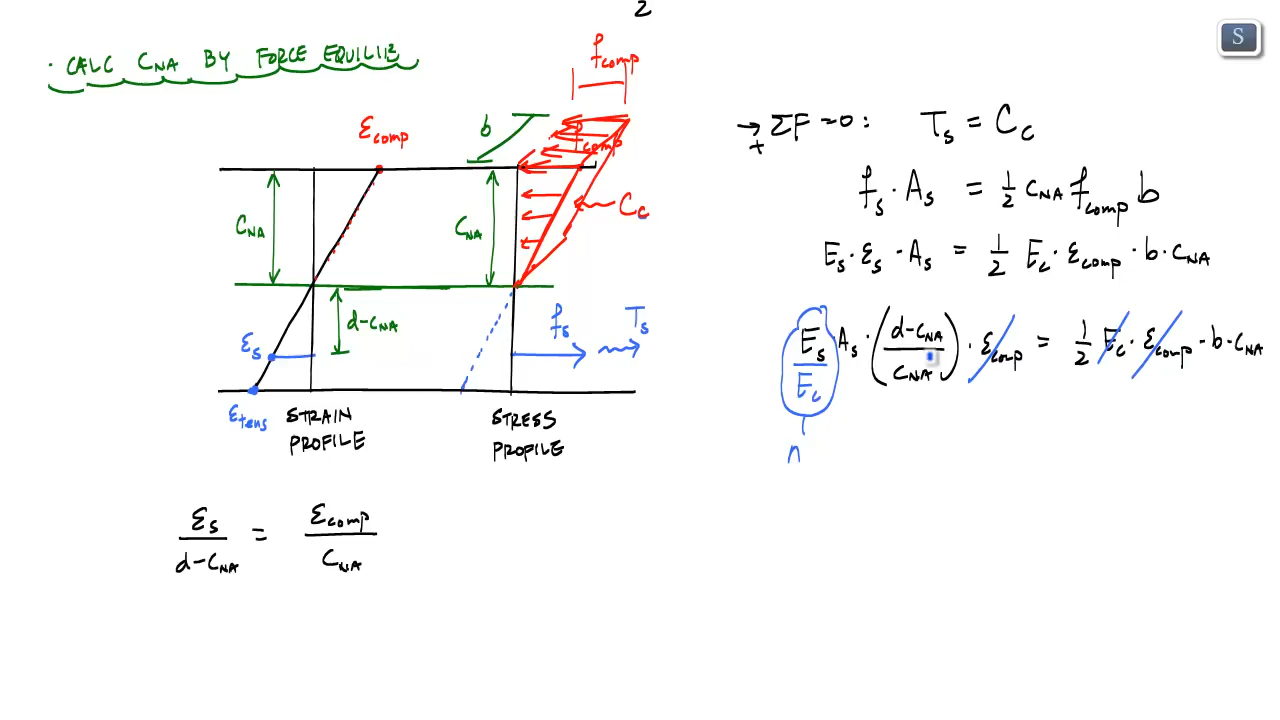 2
· CALC C_NA BY FORCE EQUILIB
f_comp
ε_comp
b
f_comp
C_NA
C_NA
C_c
d-C_NA
ε_s
f_s
T_s
ε_tens
STRAIN PROFILE
STRESS PROFILE
ε_s / d-C_NA = ε_comp / C_NA
→+ ΣF=0: T_s = C_c
f_s · A_s = 1/2 C_NA f_comp b
E_s · ε_s · A_s = 1/2 E_c · ε_comp · b · C_NA
E_s / E_c A_s · (d-C_NA / C_NA) · ε_comp = 1/2 E_c · ε_comp · b · C_NA
n
S